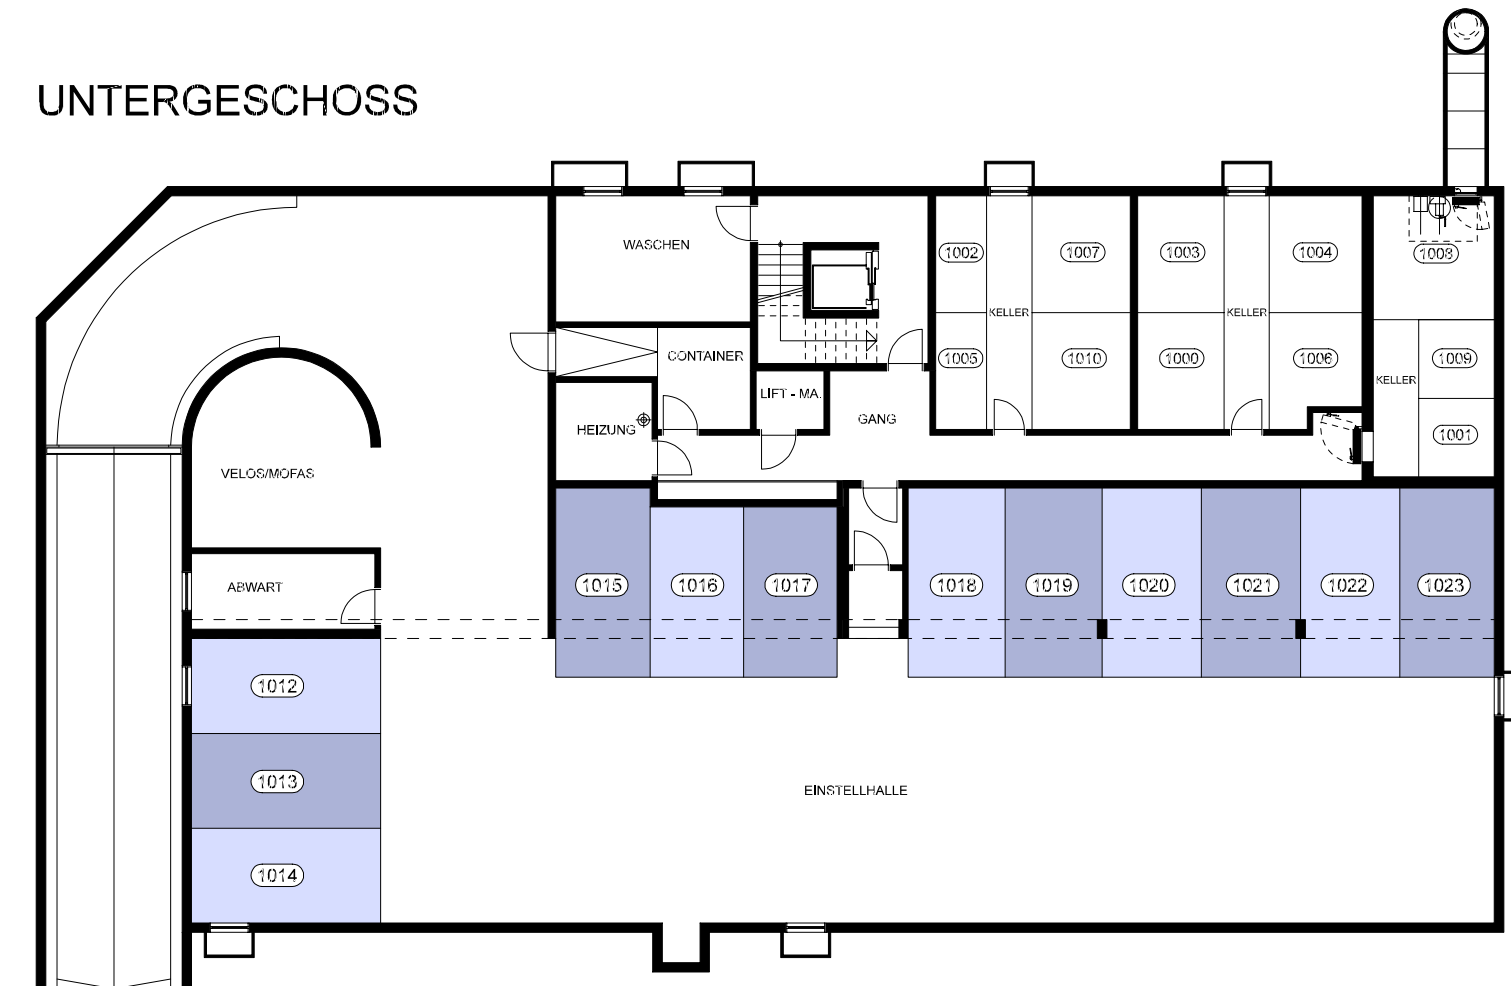 UNTERGESCHOSS
WASCHEN
1002
1007
1003
1004
1008
KELLER
KELLER
CONTAINER
1005
1010
1000
1006
1009
KELLER
LIFT - MA.
GANG
HEIZUNG
1001
VELOS/MOFAS
ABWART
1015
1016
1017
1018
1019
1020
1021
1022
1023
1012
1013
EINSTELLHALLE
1014